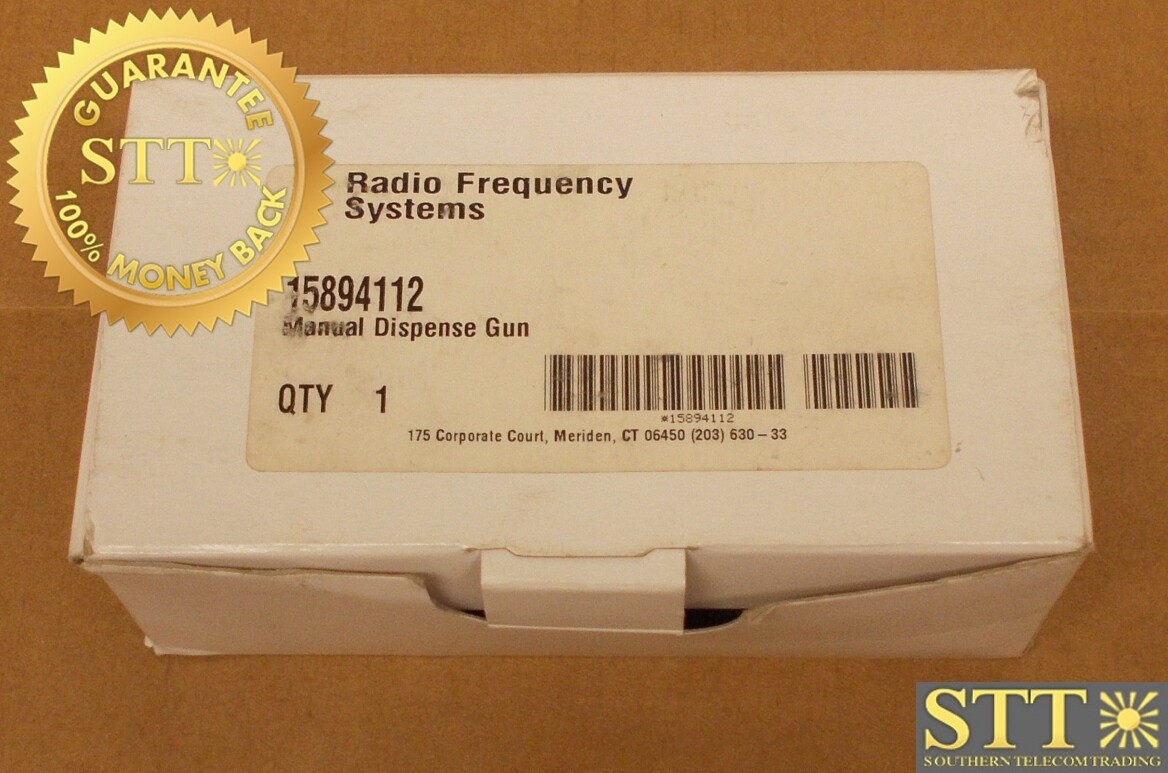 GUARANTEE
STT
100% MONEY BACK
Radio Frequency
Systems
15894112
Manual Dispense Gun
QTY 1
*15894112
175 Corporate Court, Meriden, CT 06450 (203) 630-33
STT
SOUTHERN TELECOM TRADING